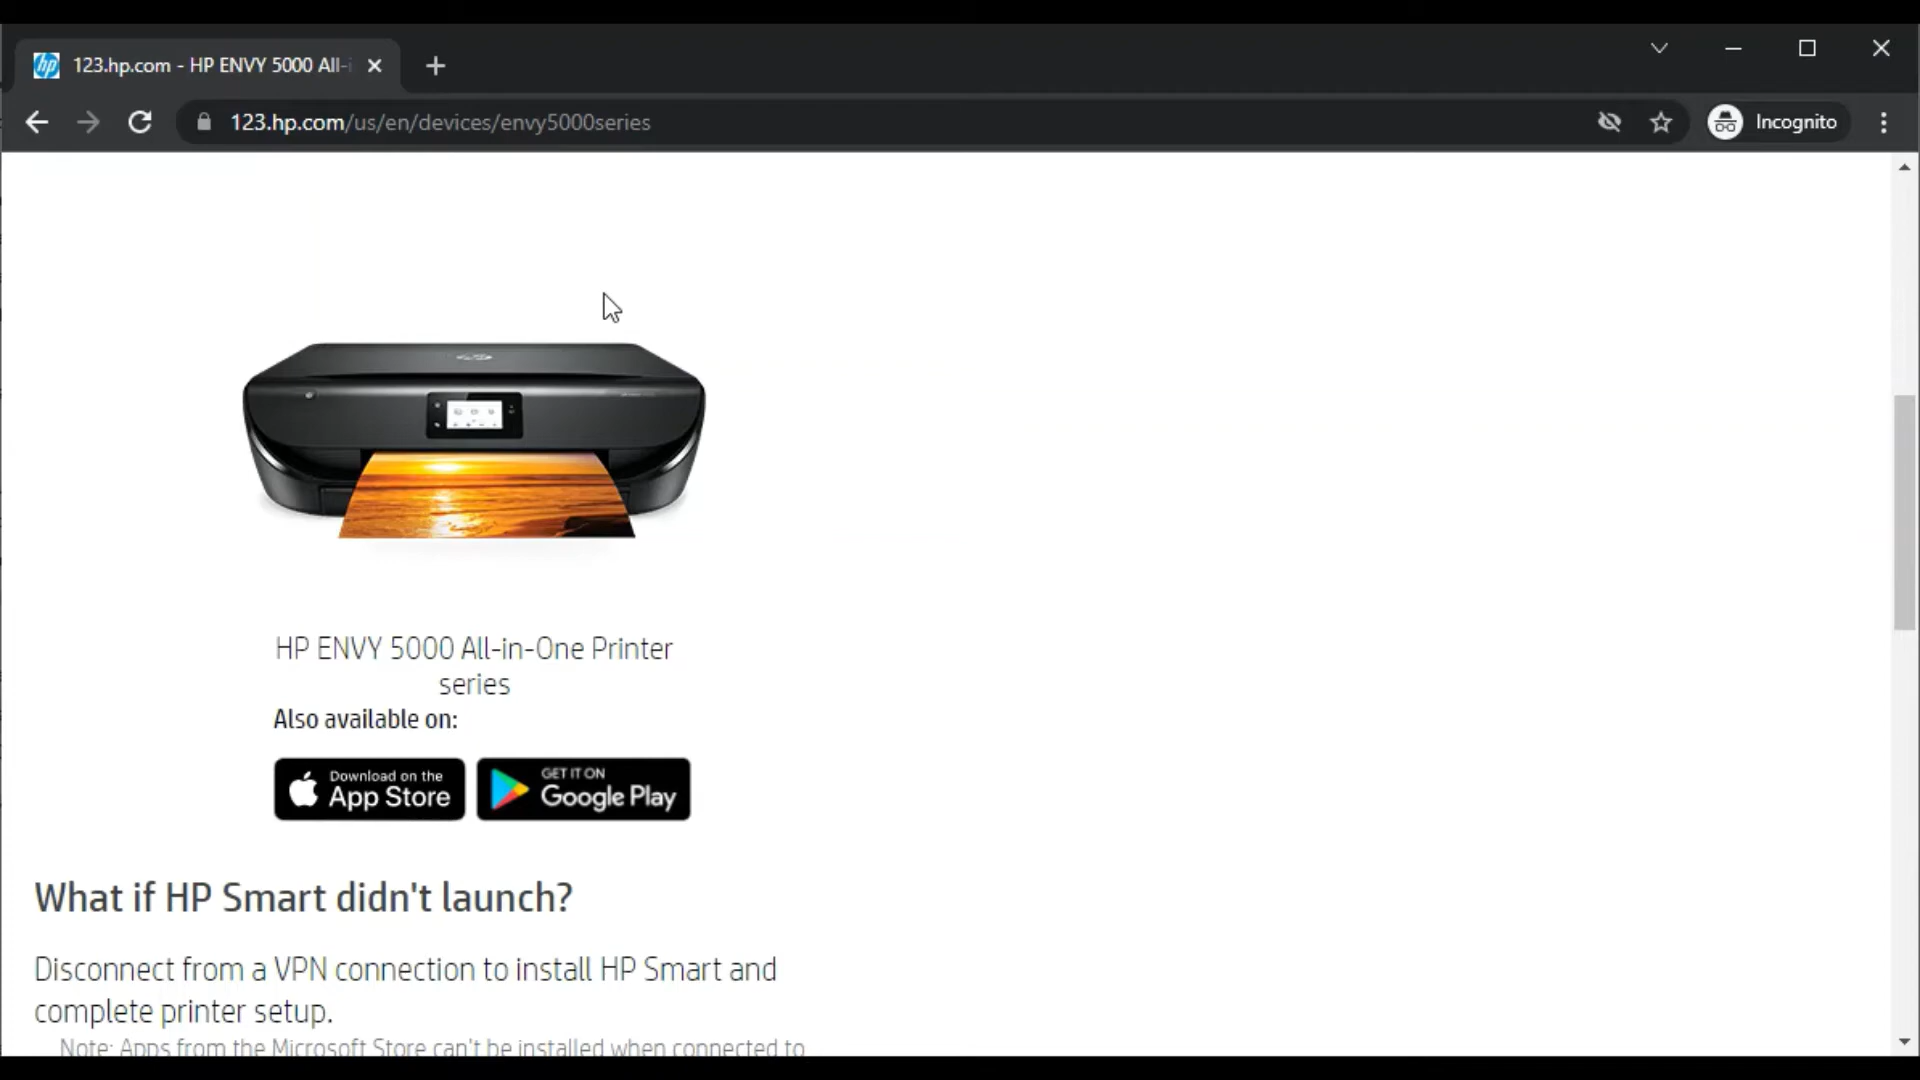 hp
123.hp.com - HP ENVY 5000 All-i
123.hp.com/us/en/devices/envy5000series
Incognito
HP ENVY 5000 All-in-One Printer
series
Also available on:
Download on the
App Store
GET IT ON
Google Play
What if HP Smart didn't launch?
Disconnect from a VPN connection to install HP Smart and
complete printer setup.
Note: Apps from the Microsoft Store can't be installed when connected to